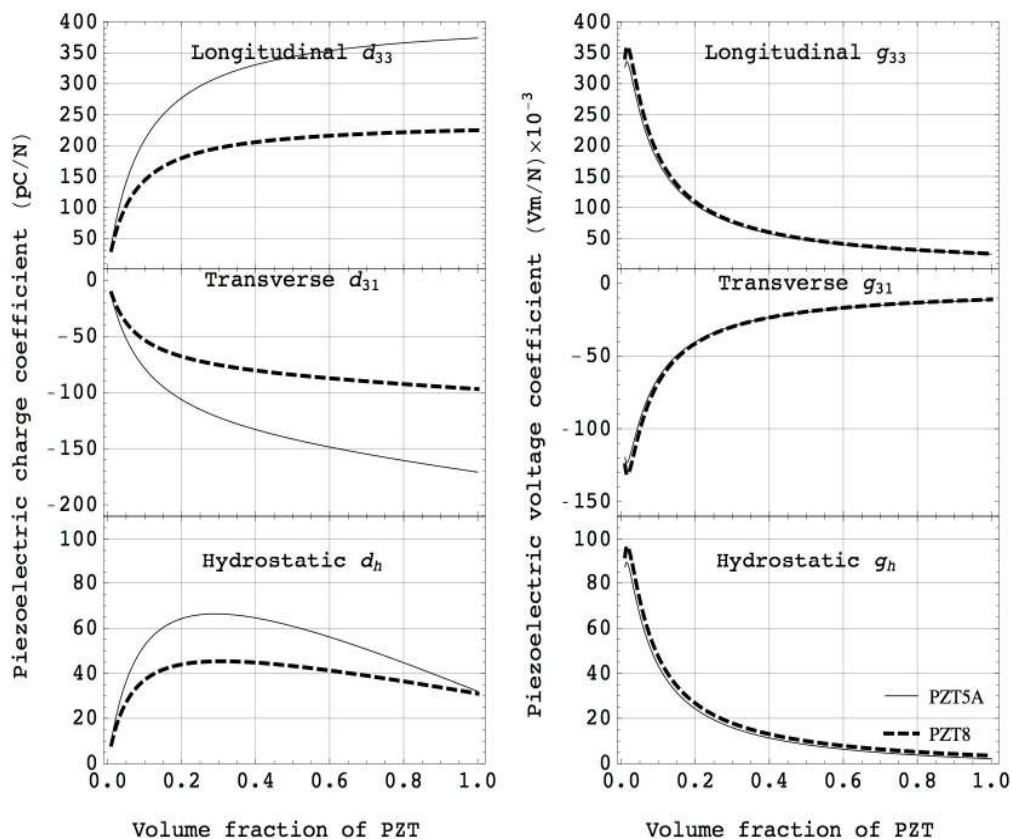 Piezoelectric charge coefficient (pC/N)
400
350
300
250
200
150
100
50
Longitudinal d33
0
-50
-100
-150
-200
Transverse d31
100
80
60
40
20
0
Hydrostatic dh
0.0 0.2 0.4 0.6 0.8 1.0
Volume fraction of PZT
Piezoelectric voltage coefficient (Vm/N)×10⁻³
400
350
300
250
200
150
100
50
Longitudinal g33
0
-50
-100
-150
Transverse g31
100
80
60
40
20
0
Hydrostatic gh
PZT5A
PZT8
0.0 0.2 0.4 0.6 0.8 1.0
Volume fraction of PZT